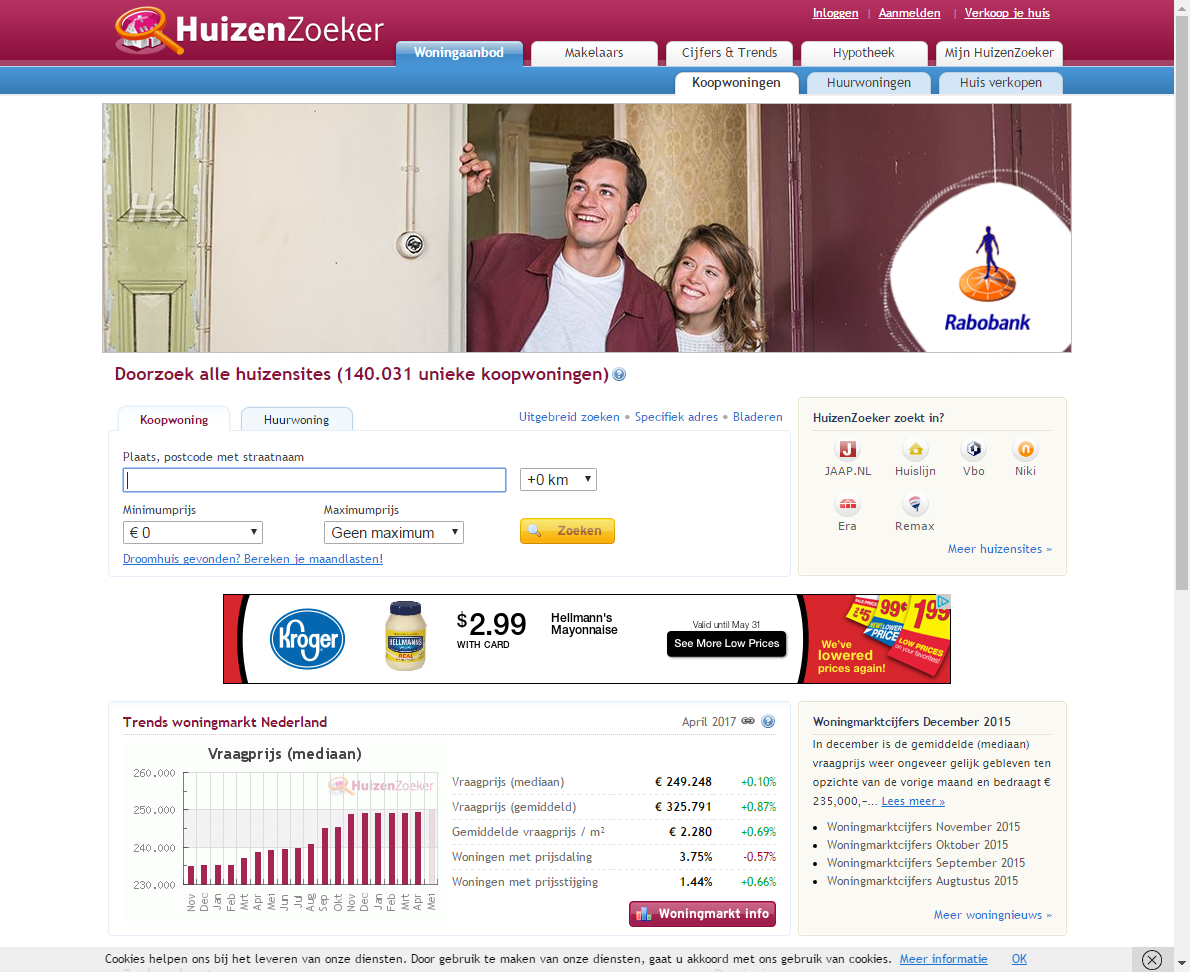 Inloggen | Aanmelden | Verkoop je huis
HuizenZoeker
Woningaanbod Makelaars Cijfers & Trends Hypotheek Mijn HuizenZoeker
Koopwoningen Huurwoningen Huis verkopen
Hé,
Rabobank
Doorzoek alle huizensites (140.031 unieke koopwoningen) ?
Koopwoning Huurwoning Uitgebreid zoeken • Specifiek adres • Bladeren
Plaats, postcode met straatnaam
+0 km
Minimumprijs Maximumprijs
€ 0 Geen maximum Zoeken
Droomhuis gevonden? Bereken je maandlasten!
HuizenZoeker zoekt in?
JAAP.NL Huislijn Vbo Niki
Era Remax
Meer huizensites »
Kroger
HELLMANN'S
REAL
$2.99
WITH CARD
Hellmann's
Mayonnaise
Valid until May 31
See More Low Prices
We've
lowered
prices again!
$5 99¢ 199
NEW! LOWER
PRICE
LOW PRICES
on your favorites!
Trends woningmarkt Nederland April 2017 ?
Vraagprijs (mediaan)
HuizenZoeker
260.000
250.000
240.000
230.000
Nov Dec Jan Feb Mrt Apr Mei Jun Jul Aug Sep Okt Nov Dec Jan Feb Mrt Apr Mei
Vraagprijs (mediaan) € 249.248 +0.10%
Vraagprijs (gemiddeld) € 325.791 +0.87%
Gemiddelde vraagprijs / m² € 2.280 +0.69%
Woningen met prijsdaling 3.75% -0.57%
Woningen met prijsstijging 1.44% +0.66%
Woningmarkt info
Woningmarktcijfers December 2015
In december is de gemiddelde (mediaan)
vraagprijs weer ongeveer gelijk gebleven ten
opzichte van de vorige maand en bedraagt €
235,000,–... Lees meer »
• Woningmarktcijfers November 2015
• Woningmarktcijfers Oktober 2015
• Woningmarktcijfers September 2015
• Woningmarktcijfers Augtustus 2015
Meer woningnieuws »
Cookies helpen ons bij het leveren van onze diensten. Door gebruik te maken van onze diensten, gaat u akkoord met ons gebruik van cookies. Meer informatie OK